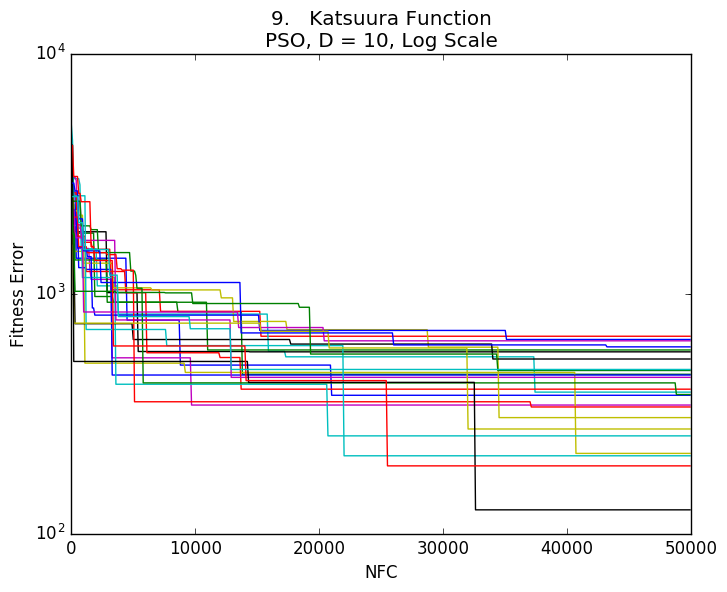 9.   Katsuura Function
PSO, D = 10, Log Scale
10^4
10^3
10^2
Fitness Error
0 10000 20000 30000 40000 50000
NFC